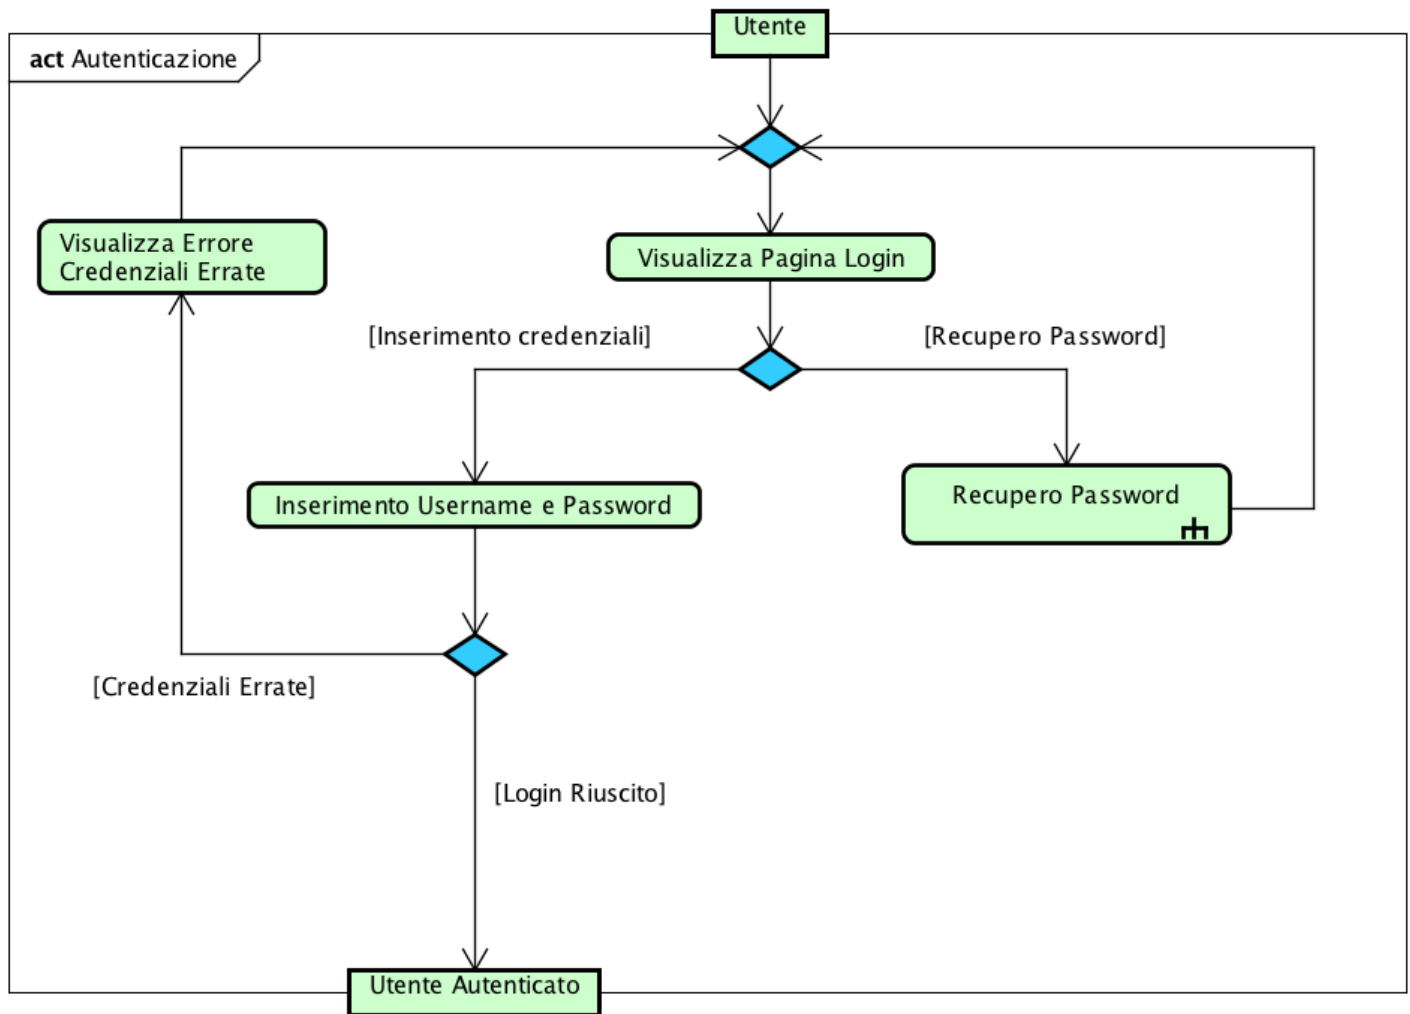 Utente
act Autenticazione
Visualizza Errore
Credenziali Errate
Visualizza Pagina Login
[Inserimento credenziali]
[Recupero Password]
Inserimento Username e Password
Recupero Password
[Credenziali Errate]
[Login Riuscito]
Utente Autenticato